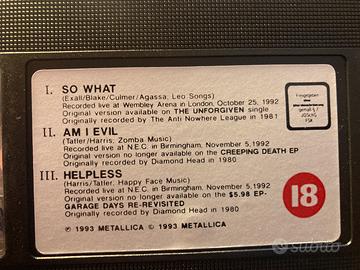 I. SO WHAT
(Exall/Blake/Culmer/Agassa, Leo Songs)
Recorded live at Wembley Arena in London, October 25, 1992
Original version available on THE UNFORGIVEN single
Originally recorded by The Anti Nowhere League in 1981
II. AM I EVIL
(Tatler/Harris, Zomba Music)
Recorded live at N.E.C. in Birmingham, November 5, 1992
Original version no longer available on the CREEPING DEATH EP
Originally recorded by Diamond Head in 1980
III. HELPLESS
(Harris/Tatler, Happy Face Music)
Recorded live at N.E.C. in Birmingham, November 5, 1992
Original version no longer available on the $5.98 EP-
GARAGE DAYS RE-REVISITED
Originally recorded by Diamond Head in 1980
℗ 1993 METALLICA © 1993 METALLICA
Freigegeben
FSK
18
subito